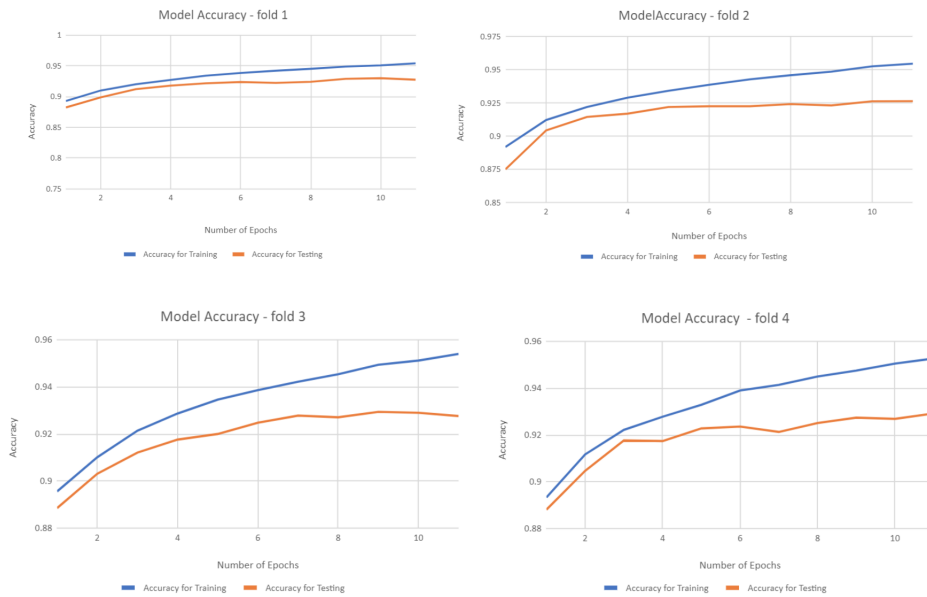 Model Accuracy - fold 1
1
0.95
0.9
0.85
0.8
0.75
Accuracy
2 4 6 8 10
Number of Epochs
Accuracy for Training Accuracy for Testing
ModelAccuracy - fold 2
0.975
0.95
0.925
0.9
0.875
0.85
Accuracy
2 4 6 8 10
Number of Epochs
Accuracy for Training Accuracy for Testing
Model Accuracy - fold 3
0.96
0.94
0.92
0.9
0.88
Accuracy
2 4 6 8 10
Number of Epochs
Accuracy for Training Accuracy for Testing
Model Accuracy - fold 4
0.96
0.94
0.92
0.9
0.88
Accuracy
2 4 6 8 10
Number of Epochs
Accuracy for Training Accuracy for Testing